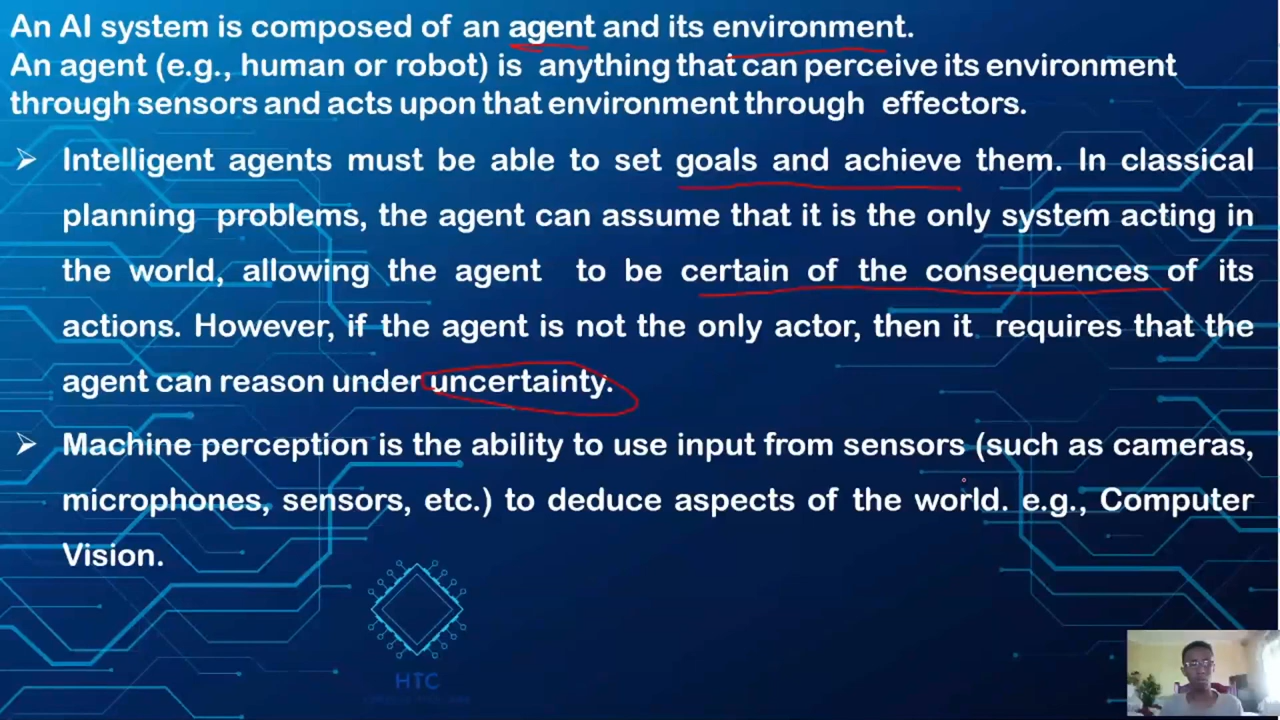 An AI system is composed of an agent and its environment.
An agent (e.g., human or robot) is anything that can perceive its environment
through sensors and acts upon that environment through effectors.
➢ Intelligent agents must be able to set goals and achieve them. In classical
planning problems, the agent can assume that it is the only system acting in
the world, allowing the agent to be certain of the consequences of its
actions. However, if the agent is not the only actor, then it requires that the
agent can reason under uncertainty.
➢ Machine perception is the ability to use input from sensors (such as cameras,
microphones, sensors, etc.) to deduce aspects of the world. e.g., Computer
Vision.
HTC